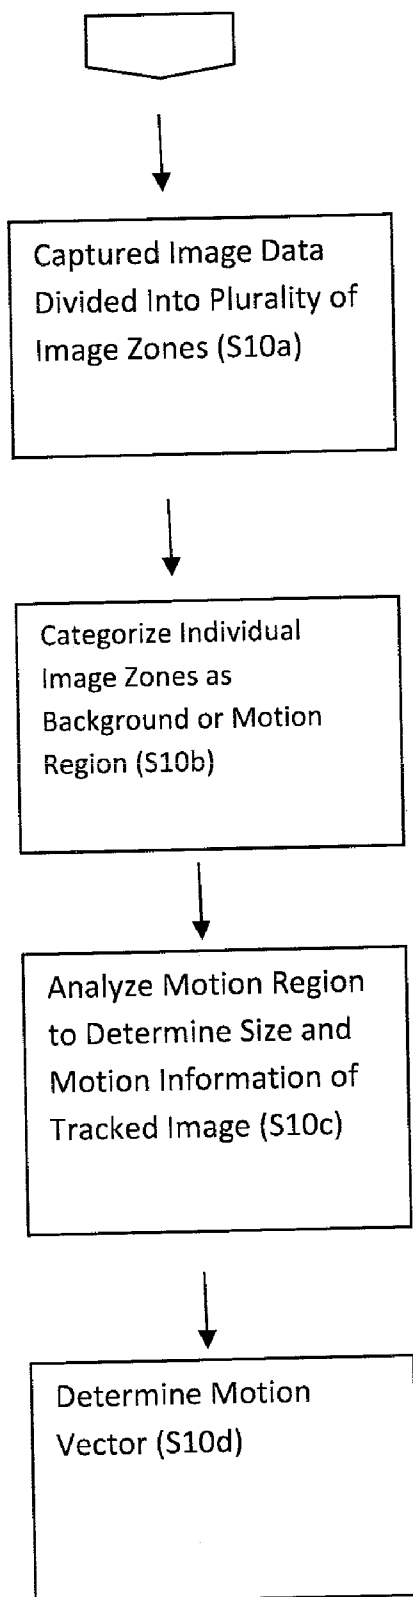 Captured Image Data
Divided Into Plurality of
Image Zones (S10a)
Categorize Individual
Image Zones as
Background or Motion
Region (S10b)
Analyze Motion Region
to Determine Size and
Motion Information of
Tracked Image (S10c)
Determine Motion
Vector (S10d)